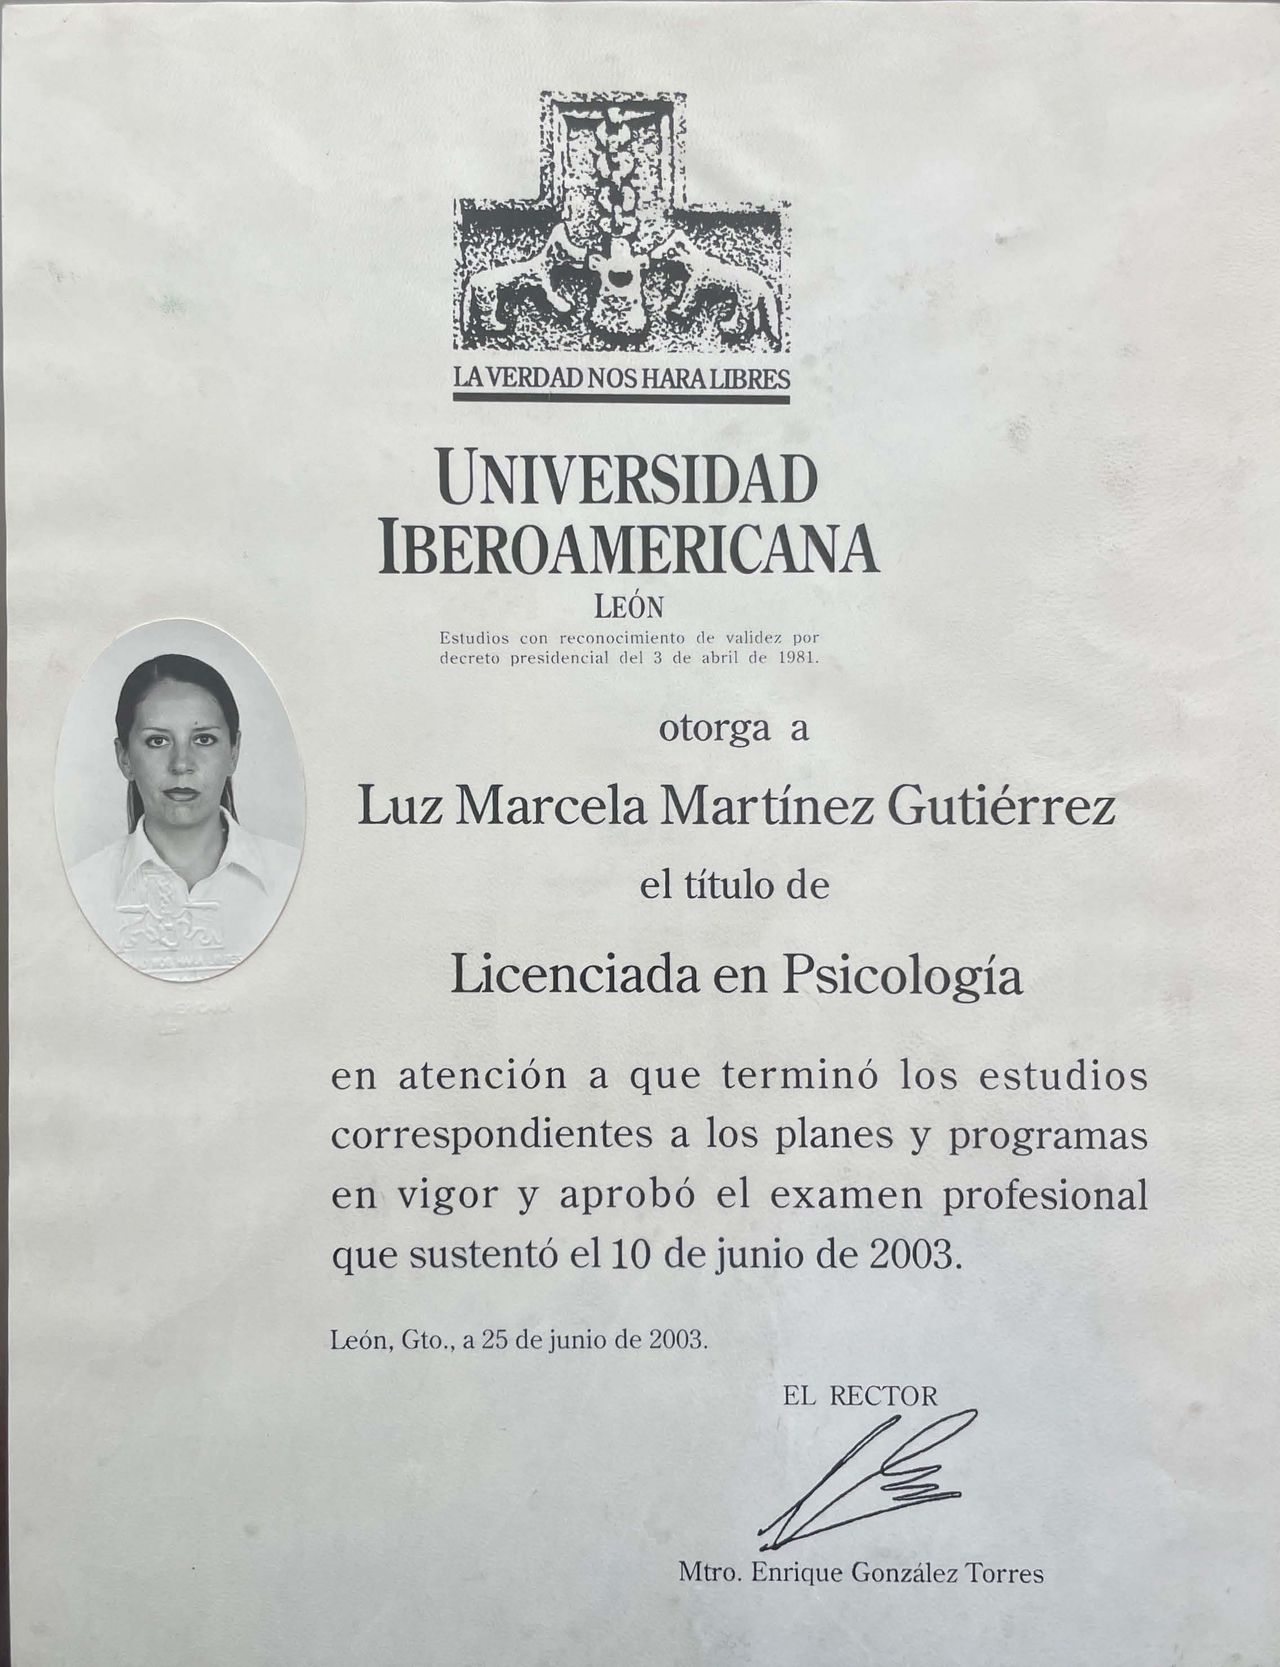 LA VERDAD NOS HARA LIBRES
UNIVERSIDAD
IBEROAMERICANA
LEÓN
Estudios con reconocimiento de validez por
decreto presidencial del 3 de abril de 1981.
otorga a
Luz Marcela Martínez Gutiérrez
el título de
Licenciada en Psicología
en atención a que terminó los estudios
correspondientes a los planes y programas
en vigor y aprobó el examen profesional
que sustentó el 10 de junio de 2003.
León, Gto., a 25 de junio de 2003.
EL RECTOR
Mtro. Enrique González Torres